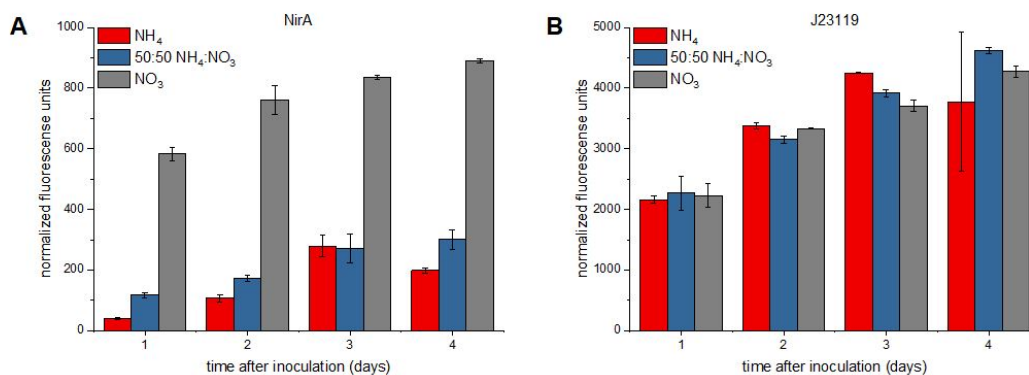 A
NirA
NH₄
50:50 NH₄:NO₃
NO₃
normalized fluorescense units
1000
800
600
400
200
0
1 2 3 4
time after inoculation (days)
B
J23119
NH₄
50:50 NH₄:NO₃
NO₃
normalized fluorescense units
5000
4000
3000
2000
1000
0
1 2 3 4
time after inoculation (days)